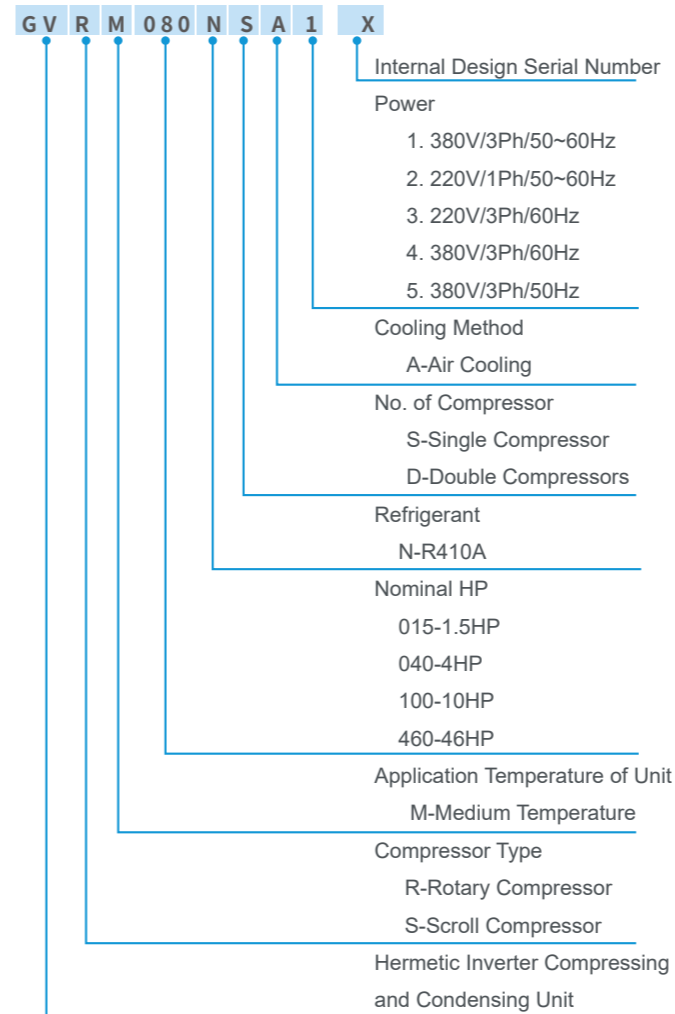 GV R M 080 N S A 1 X
Internal Design Serial Number
Power
1. 380V/3Ph/50~60Hz
2. 220V/1Ph/50~60Hz
3. 220V/3Ph/60Hz
4. 380V/3Ph/60Hz
5. 380V/3Ph/50Hz
Cooling Method
A-Air Cooling
No. of Compressor
S-Single Compressor
D-Double Compressors
Refrigerant
N-R410A
Nominal HP
015-1.5HP
040-4HP
100-10HP
460-46HP
Application Temperature of Unit
M-Medium Temperature
Compressor Type
R-Rotary Compressor
S-Scroll Compressor
Hermetic Inverter Compressing
and Condensing Unit